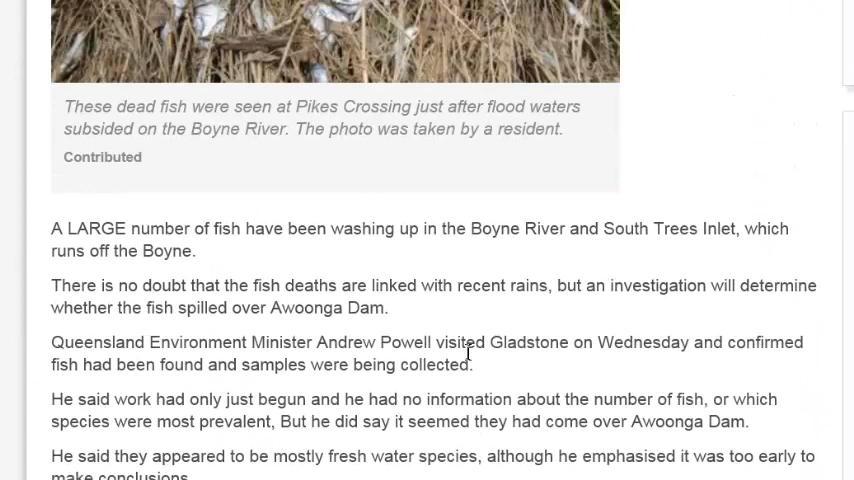 These dead fish were seen at Pikes Crossing just after flood waters
subsided on the Boyne River. The photo was taken by a resident.
Contributed
A LARGE number of fish have been washing up in the Boyne River and South Trees Inlet, which
runs off the Boyne.
There is no doubt that the fish deaths are linked with recent rains, but an investigation will determine
whether the fish spilled over Awoonga Dam.
Queensland Environment Minister Andrew Powell visited Gladstone on Wednesday and confirmed
fish had been found and samples were being collected.
He said work had only just begun and he had no information about the number of fish, or which
species were most prevalent, But he did say it seemed they had come over Awoonga Dam.
He said they appeared to be mostly fresh water species, although he emphasised it was too early to
make conclusions.